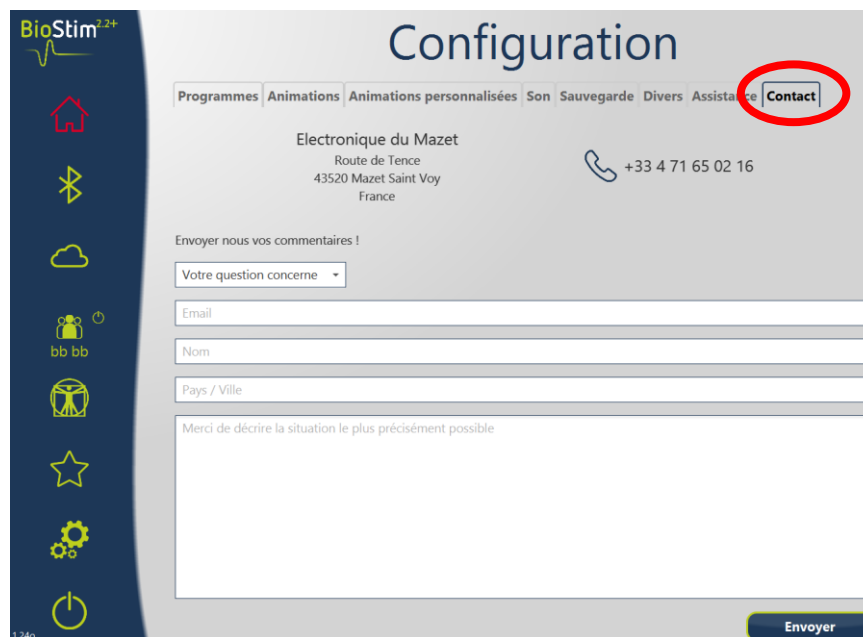 BioStim2.2+
Configuration
Programmes Animations Animations personnalisées Son Sauvegarde Divers Assistance Contact
Electronique du Mazet
Route de Tence
43520 Mazet Saint Voy
France
+33 4 71 65 02 16
Envoyer nous vos commentaires !
Votre question concerne
Email
Nom
Pays / Ville
Merci de décrire la situation le plus précisément possible
bb bb
Envoyer